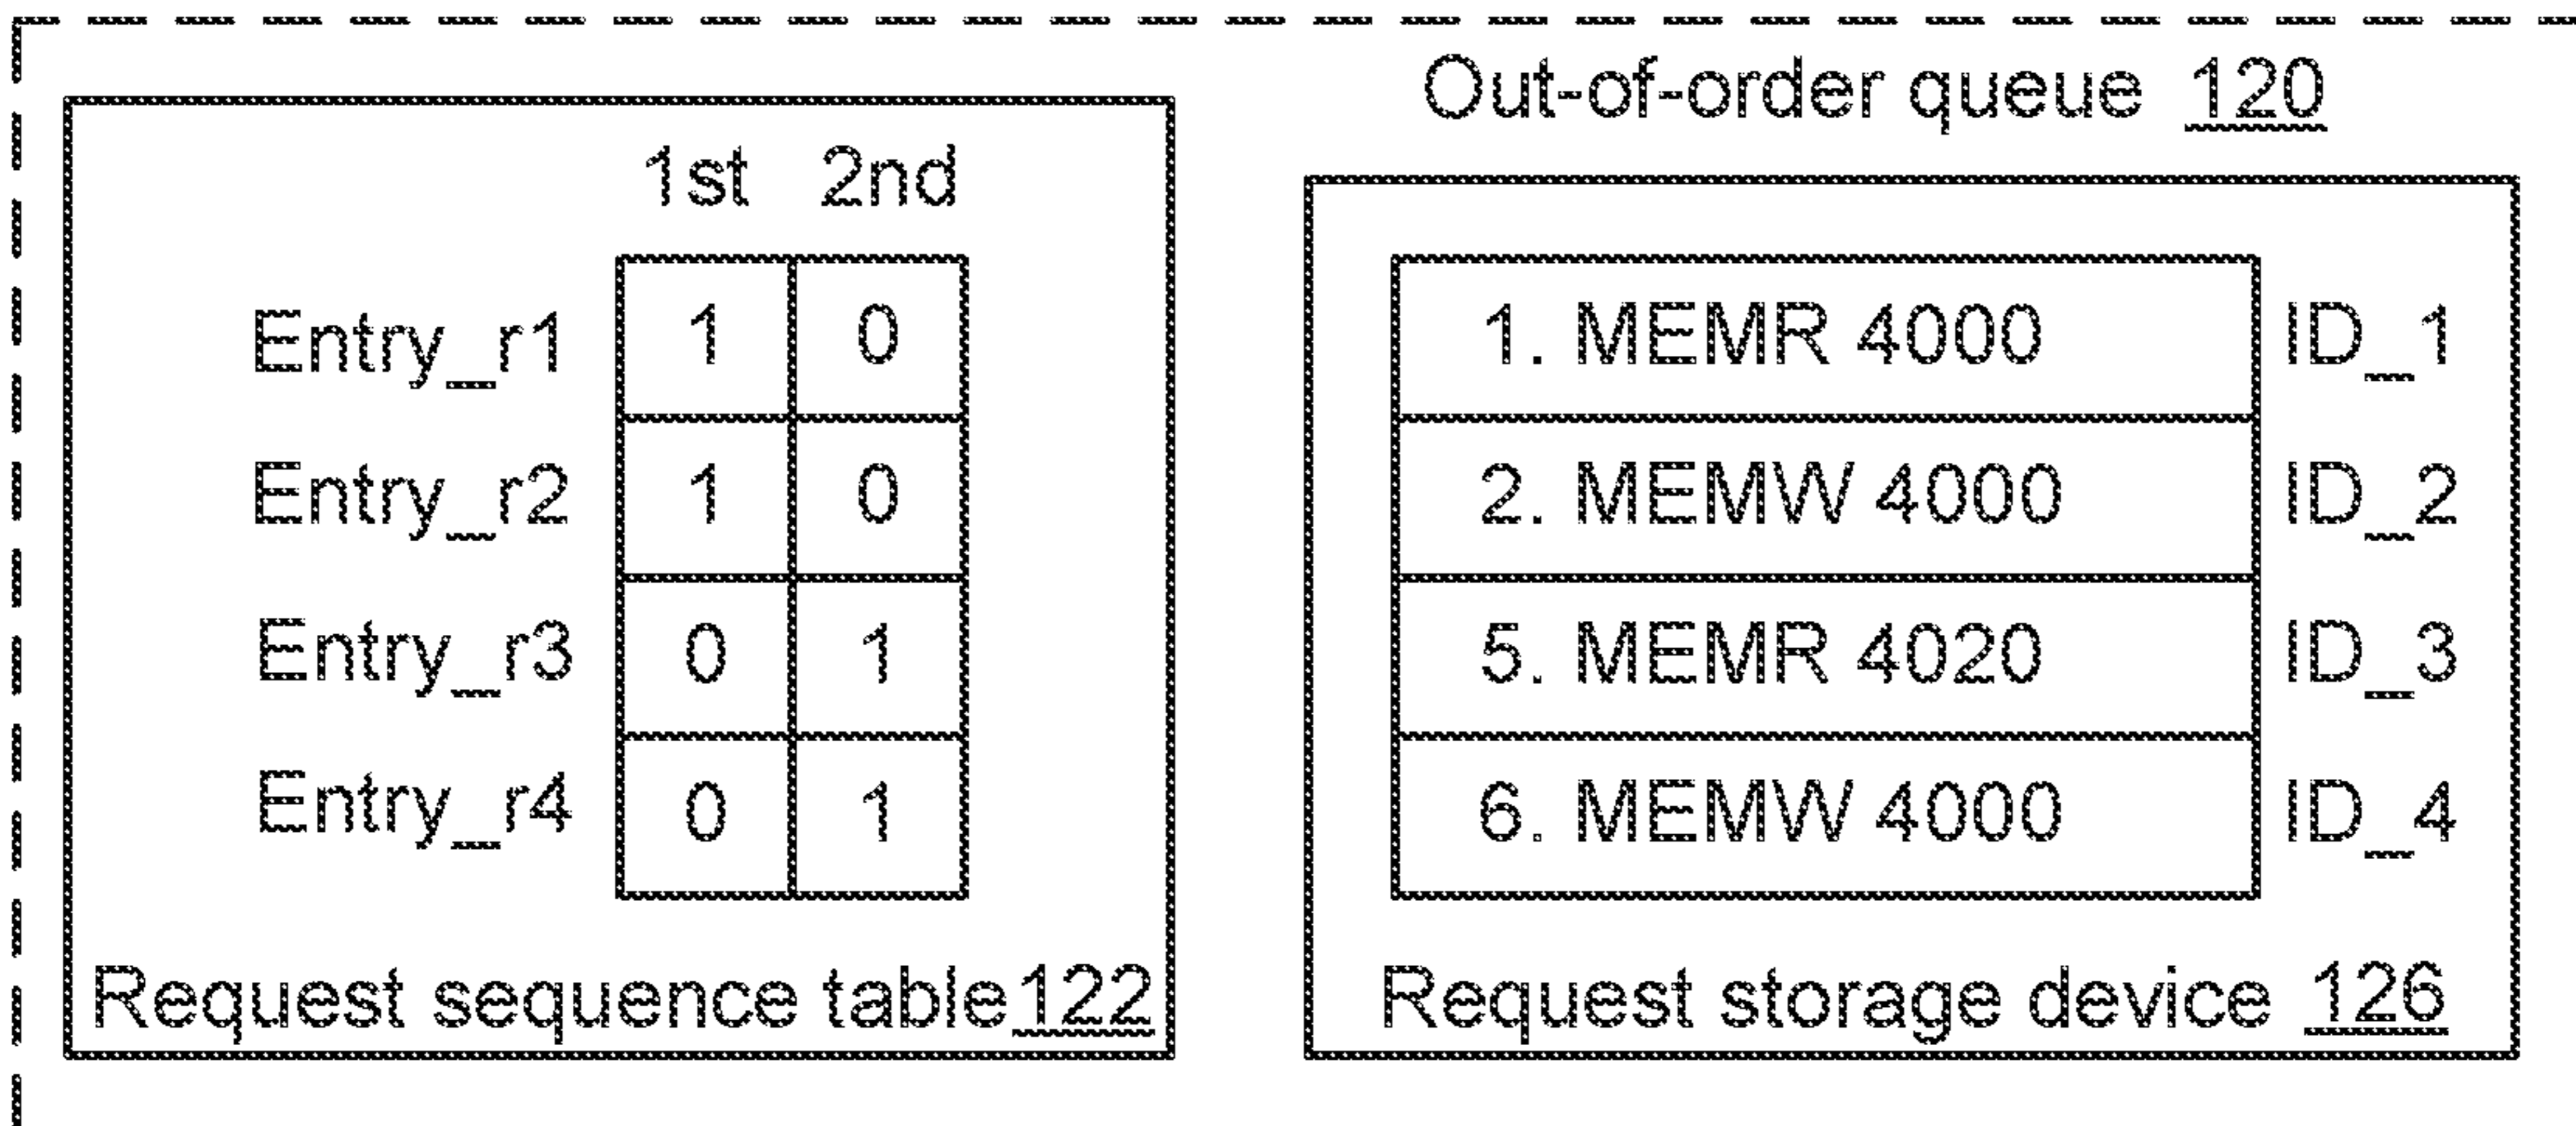 Out-of-order queue 120
1st 2nd
Entry_r1 1 0
Entry_r2 1 0
Entry_r3 0 1
Entry_r4 0 1
Request sequence table 122
1. MEMR 4000 ID_1
2. MEMW 4000 ID_2
5. MEMR 4020 ID_3
6. MEMW 4000 ID_4
Request storage device 126